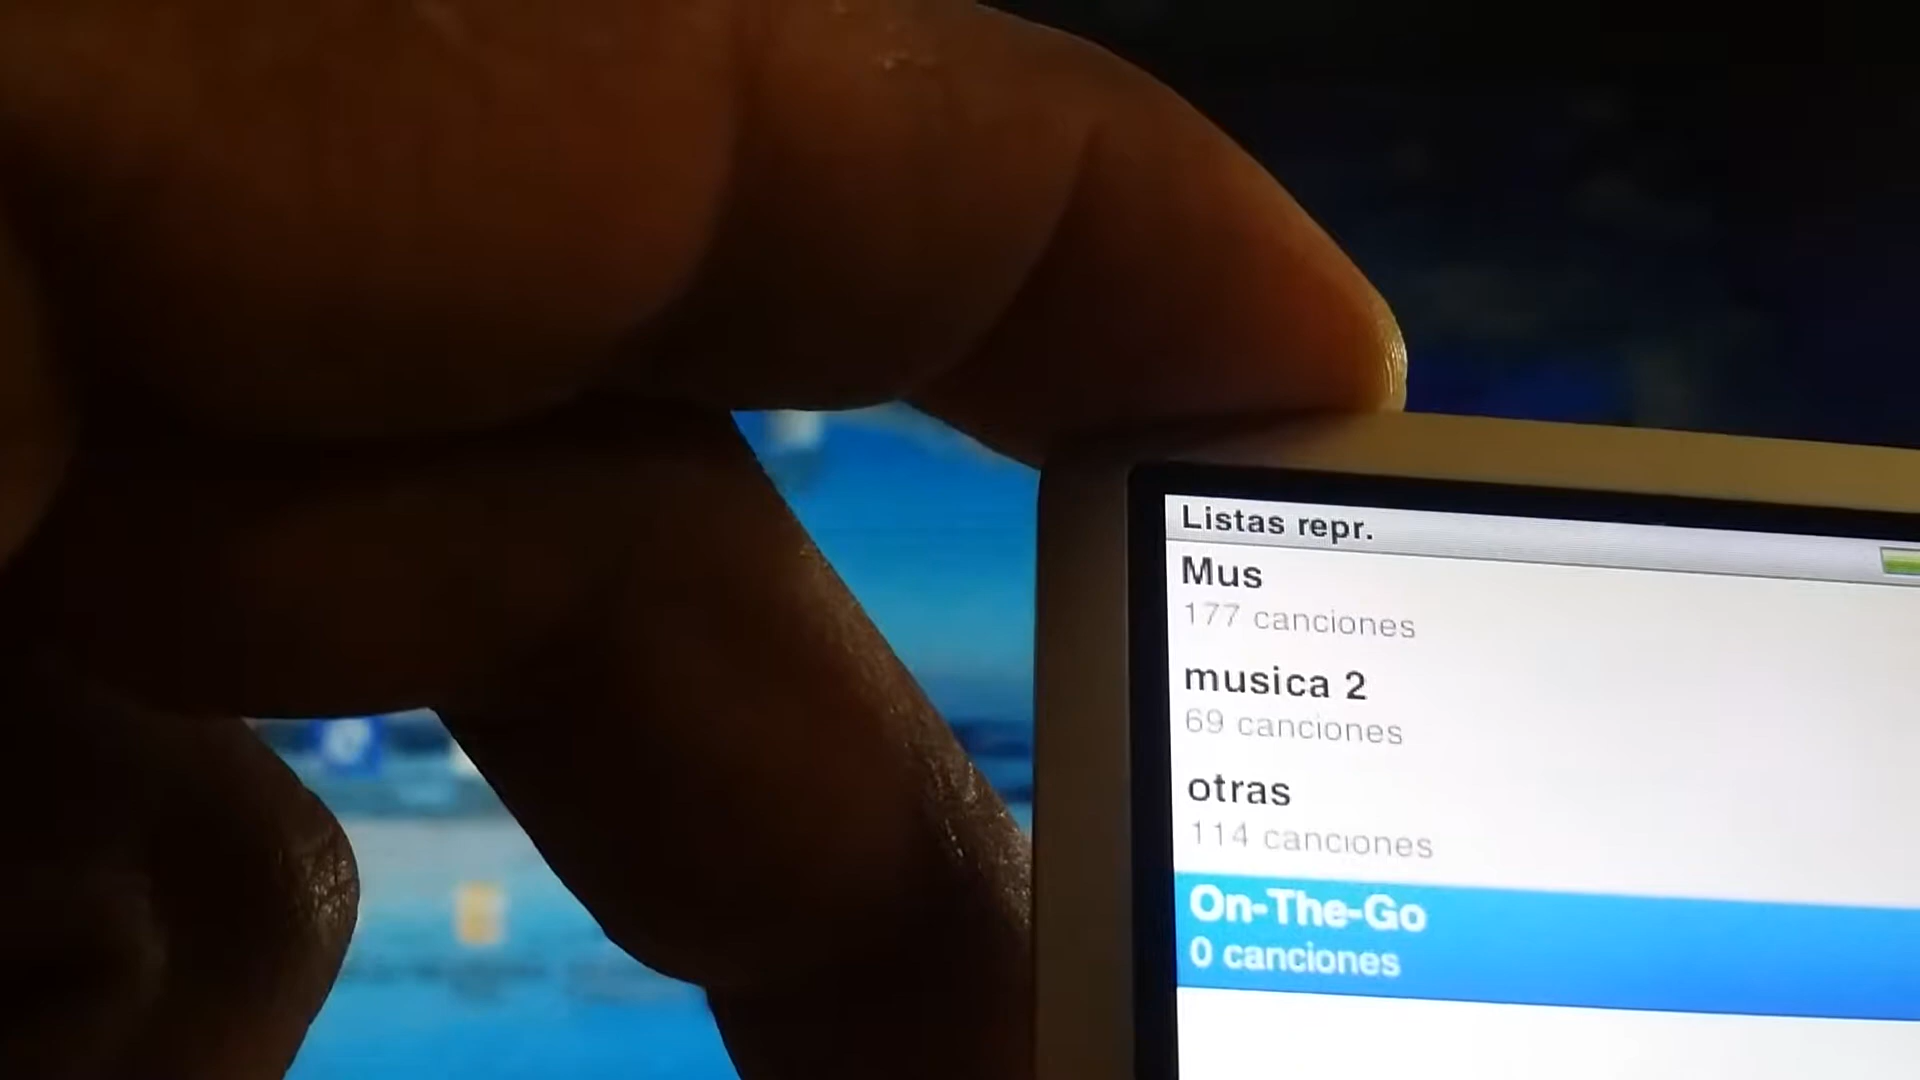 Listas repr.
Mus
177 canciones
musica 2
69 canciones
otras
114 canciones
On-The-Go
0 canciones